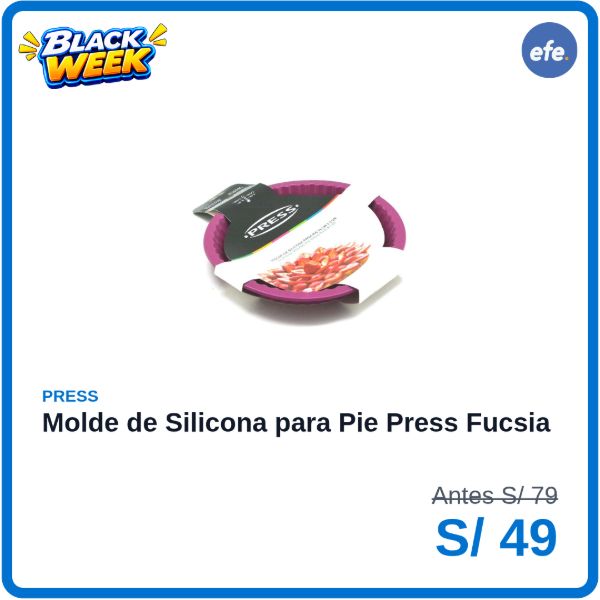 BLACK
WEEK
efe.
PRESS
PRESS
Molde de Silicona para Pie Press Fucsia
Antes S/ 79
S/ 49